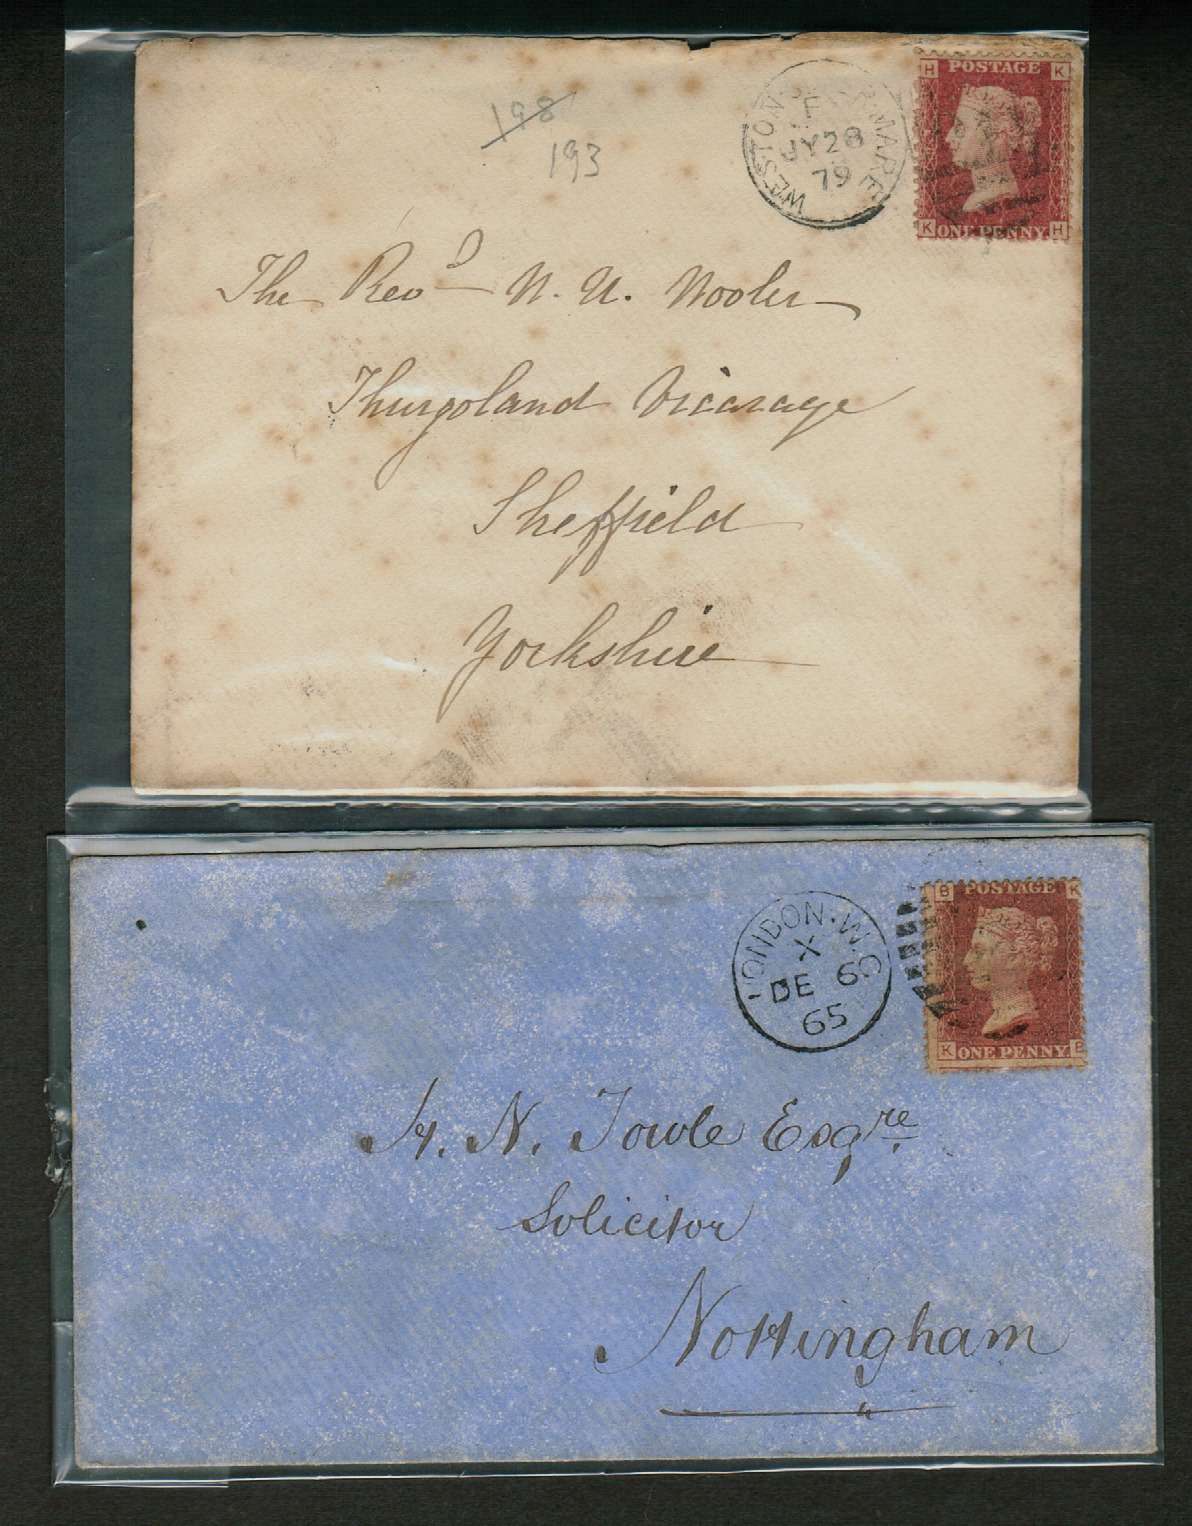 198
193
WESTON-SUPER-MARE
F
JY 28
79
H POSTAGE K
K ONE PENNY H
The Revd W. U. Wooler
Thurgoland Vicarage
Sheffield
Yorkshire
LONDON.W.C
X
DE 6
65
B POSTAGE K
K ONE PENNY B
H. N. Towle Esqre.
Solicitor
Nottingham